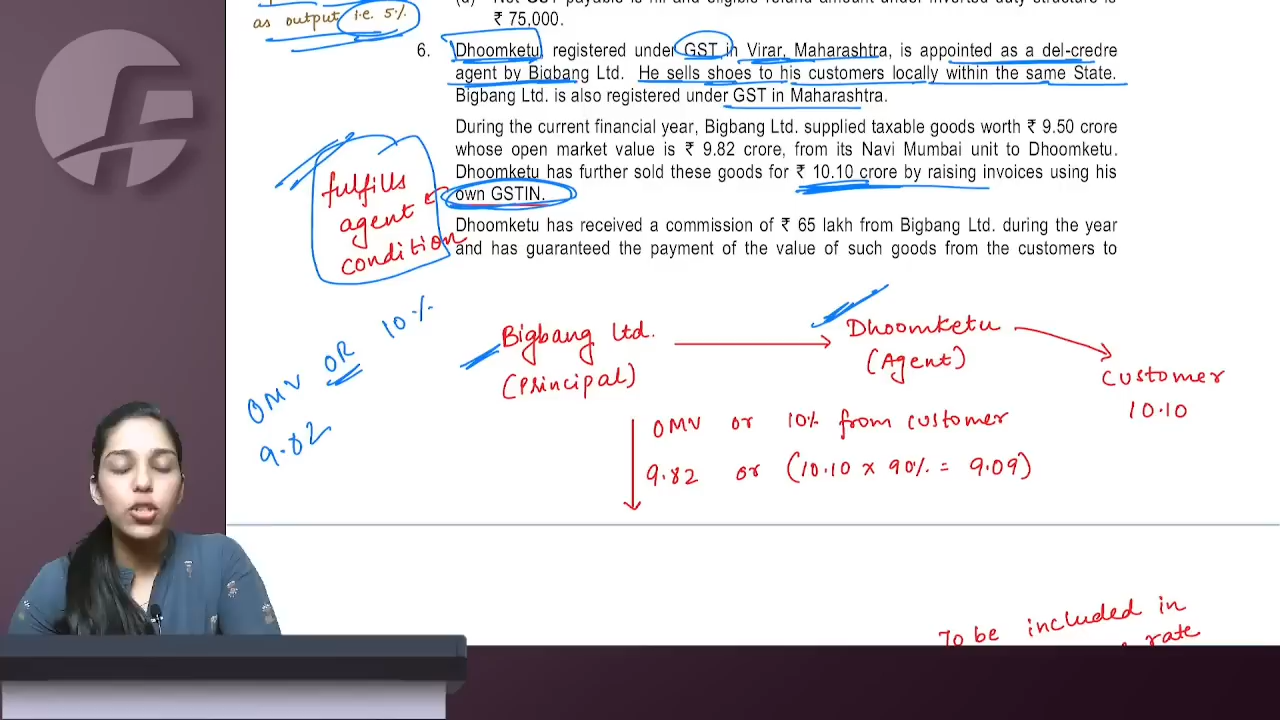 as output i.e. 5%
(d) Net GST payable is nil and eligible refund amount under inverted duty structure is
₹ 75,000.
6. Dhoomketu registered under GST in Virar, Maharashtra, is appointed as a del-credre
agent by Bigbang Ltd. He sells shoes to his customers locally within the same State.
Bigbang Ltd. is also registered under GST in Maharashtra.
During the current financial year, Bigbang Ltd. supplied taxable goods worth ₹ 9.50 crore
whose open market value is ₹ 9.82 crore, from its Navi Mumbai unit to Dhoomketu.
Dhoomketu has further sold these goods for ₹ 10.10 crore by raising invoices using his
own GSTIN.
Dhoomketu has received a commission of ₹ 65 lakh from Bigbang Ltd. during the year
and has guaranteed the payment of the value of such goods from the customers to
fulfills
agent
condition
OMV OR 10%
9.82
Bigbang Ltd.
(Principal)
Dhoomketu
(Agent)
Customer
10.10
OMV or 10% from customer
9.82 or (10.10 x 90% = 9.09)
To be included in
rate